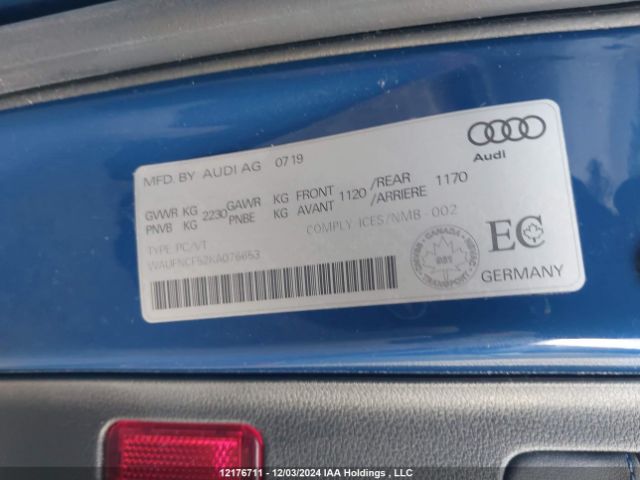 Audi
MFD. BY AUDI AG 0719
GVWR KG 2230 GAWR KG FRONT 1120 /REAR 1170
PNVB KG PNBE KG AVANT /ARRIERE
COMPLY ICES/NMB-002
TYPE PC/VT
WAUFNCF52KA076653
CANADA
TRANSPORT
EC
GERMANY
12176711 - 12/03/2024 IAA Holdings , LLC